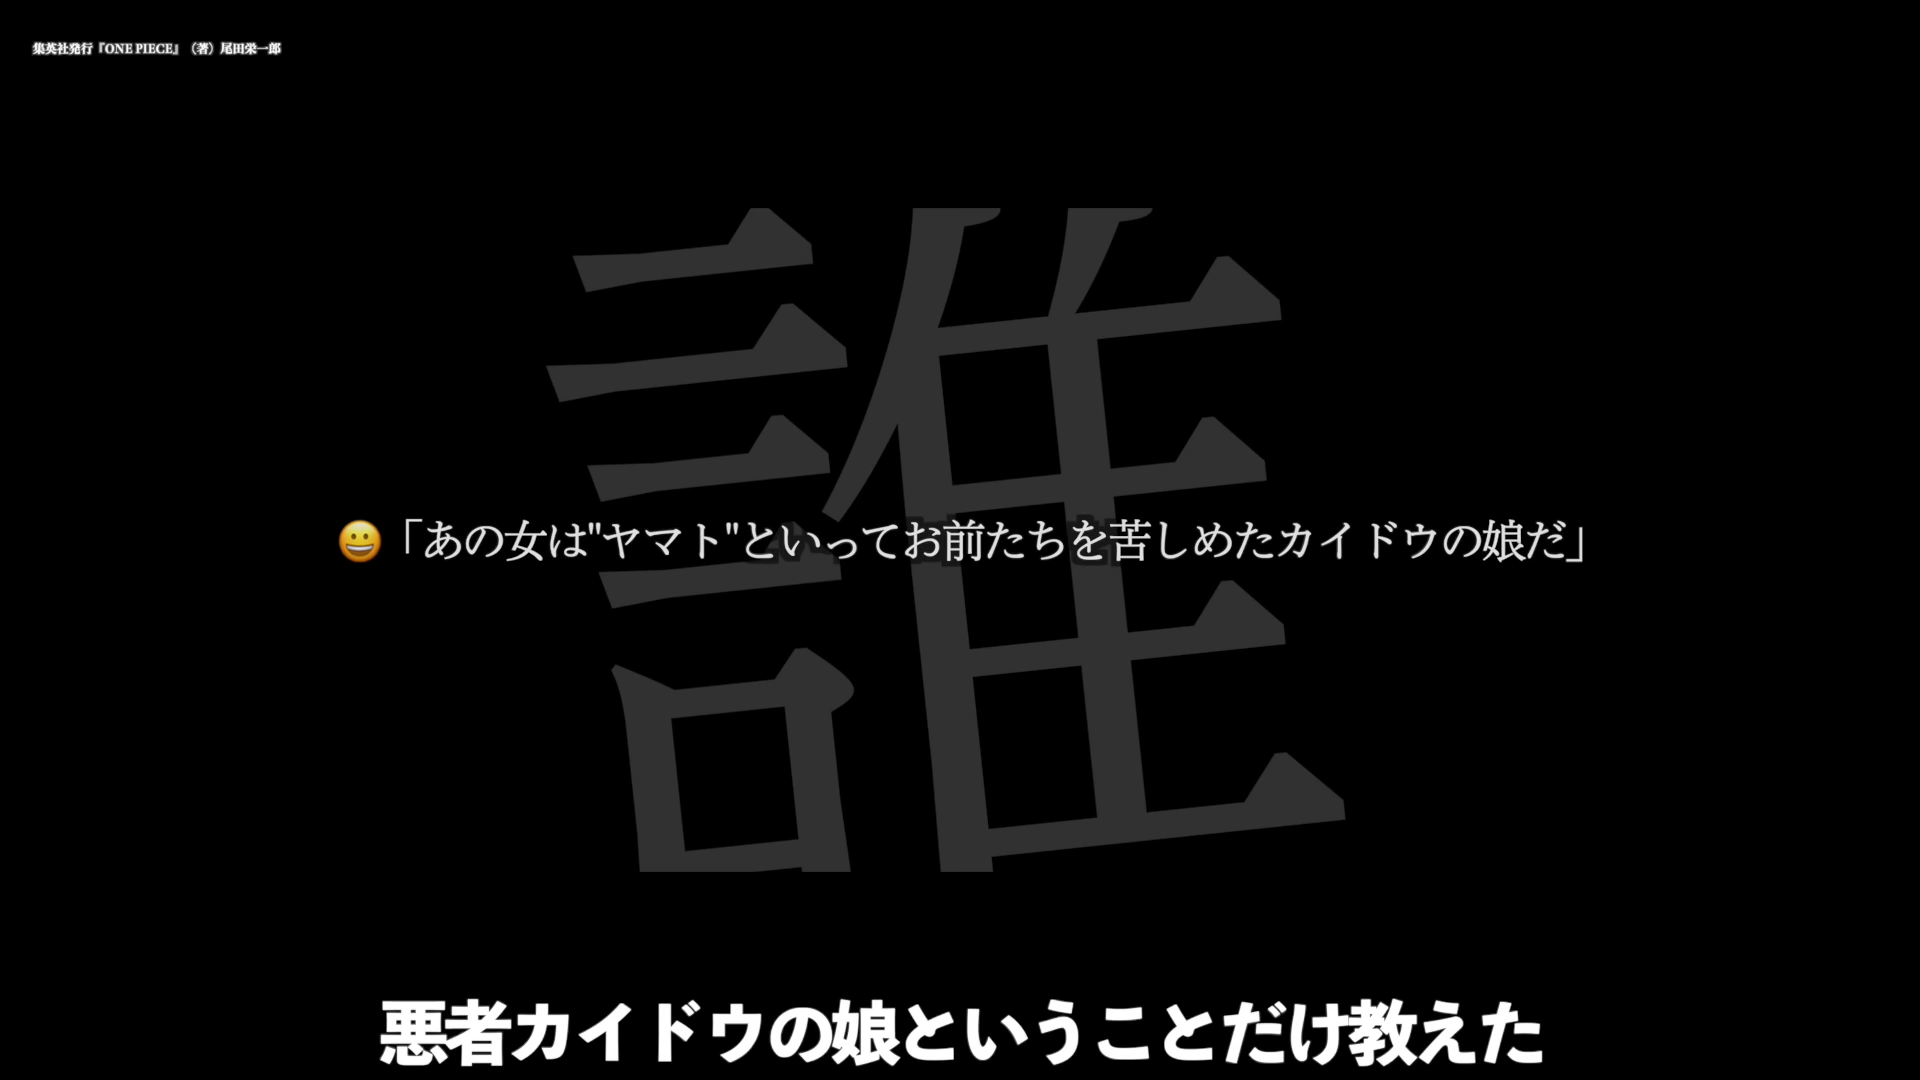 集英社発行『ONE PIECE』（著）尾田栄一郎
誰
😀「あの女は"ヤマト"といってお前たちを苦しめたカイドウの娘だ」
悪者カイドウの娘ということだけ教えた